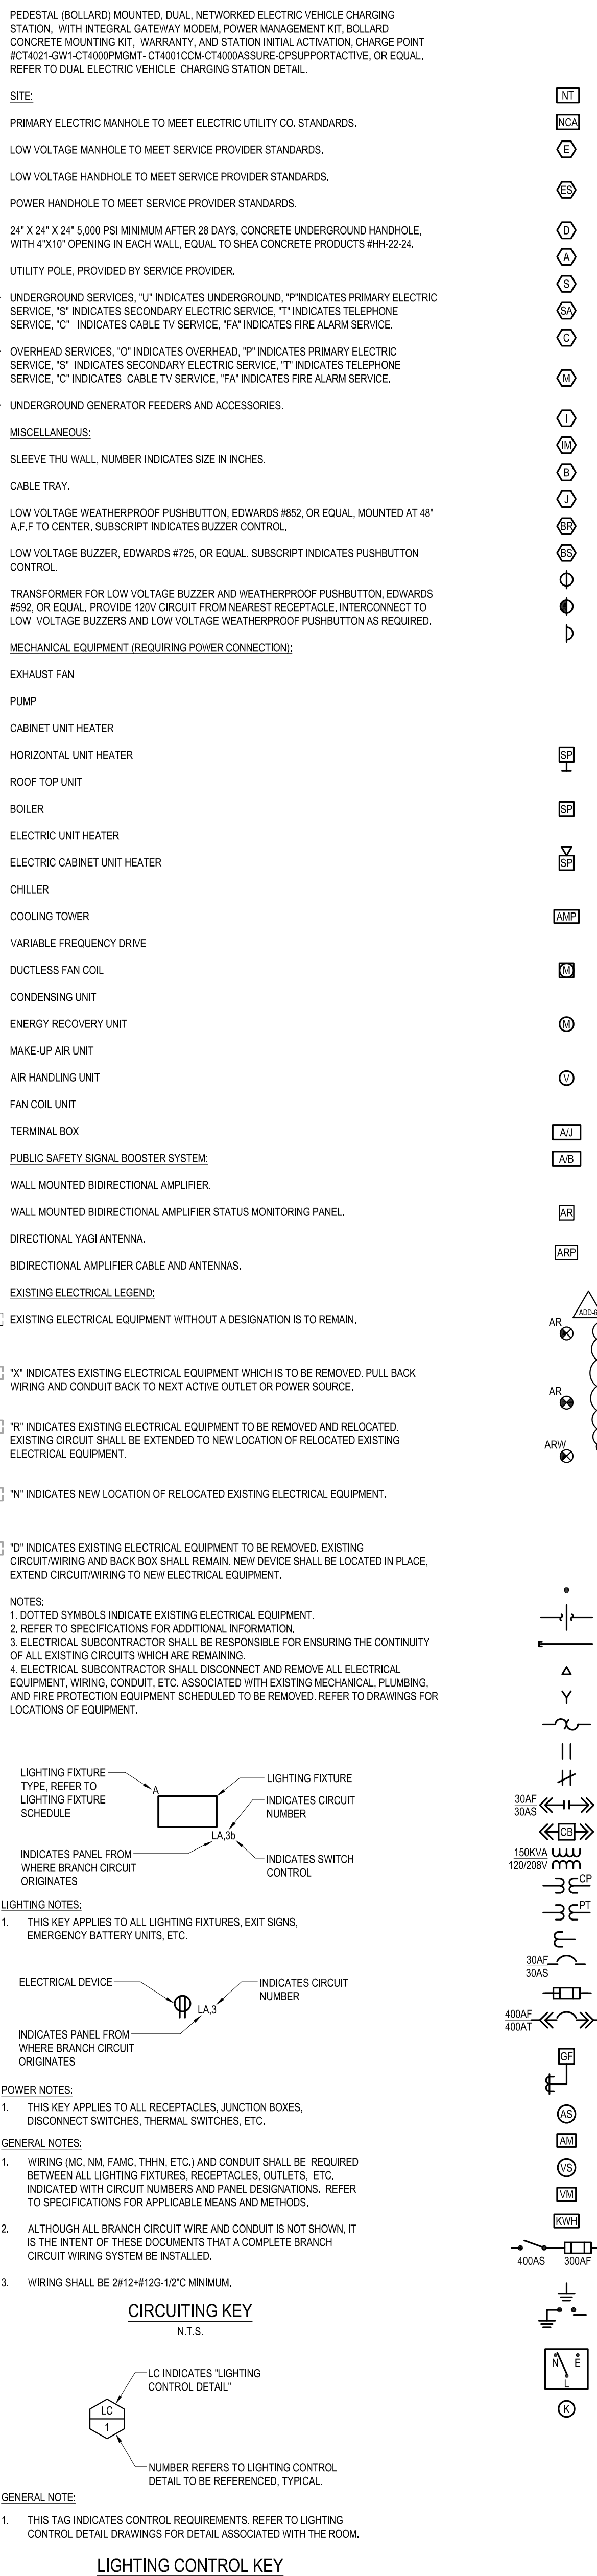 PEDESTAL (BOLLARD) MOUNTED, DUAL, NETWORKED ELECTRIC VEHICLE CHARGING
STATION, WITH INTEGRAL GATEWAY MODEM, POWER MANAGEMENT KIT, BOLLARD
CONCRETE MOUNTING KIT, WARRANTY, AND STATION INITIAL ACTIVATION, CHARGE POINT
#CT4021-GW1-CT4000PMGMT- CT4001CCM-CT4000ASSURE-CPSUPPORTACTIVE, OR EQUAL.
REFER TO DUAL ELECTRIC VEHICLE CHARGING STATION DETAIL.
SITE:
PRIMARY ELECTRIC MANHOLE TO MEET ELECTRIC UTILITY CO. STANDARDS.
LOW VOLTAGE MANHOLE TO MEET SERVICE PROVIDER STANDARDS.
LOW VOLTAGE HANDHOLE TO MEET SERVICE PROVIDER STANDARDS.
POWER HANDHOLE TO MEET SERVICE PROVIDER STANDARDS.
24" X 24" X 24" 5,000 PSI MINIMUM AFTER 28 DAYS, CONCRETE UNDERGROUND HANDHOLE,
WITH 4"X10" OPENING IN EACH WALL, EQUAL TO SHEA CONCRETE PRODUCTS #HH-22-24.
UTILITY POLE, PROVIDED BY SERVICE PROVIDER.
UNDERGROUND SERVICES, "U" INDICATES UNDERGROUND, "P"INDICATES PRIMARY ELECTRIC
SERVICE, "S" INDICATES SECONDARY ELECTRIC SERVICE, "T" INDICATES TELEPHONE
SERVICE, "C" INDICATES CABLE TV SERVICE, "FA" INDICATES FIRE ALARM SERVICE.
OVERHEAD SERVICES, "O" INDICATES OVERHEAD, "P" INDICATES PRIMARY ELECTRIC
SERVICE, "S" INDICATES SECONDARY ELECTRIC SERVICE, "T" INDICATES TELEPHONE
SERVICE, "C" INDICATES CABLE TV SERVICE, "FA" INDICATES FIRE ALARM SERVICE.
UNDERGROUND GENERATOR FEEDERS AND ACCESSORIES.
MISCELLANEOUS:
SLEEVE THU WALL, NUMBER INDICATES SIZE IN INCHES.
CABLE TRAY.
LOW VOLTAGE WEATHERPROOF PUSHBUTTON, EDWARDS #852, OR EQUAL, MOUNTED AT 48"
A.F.F TO CENTER. SUBSCRIPT INDICATES BUZZER CONTROL.
LOW VOLTAGE BUZZER, EDWARDS #725, OR EQUAL. SUBSCRIPT INDICATES PUSHBUTTON
CONTROL.
TRANSFORMER FOR LOW VOLTAGE BUZZER AND WEATHERPROOF PUSHBUTTON, EDWARDS
#592, OR EQUAL. PROVIDE 120V CIRCUIT FROM NEAREST RECEPTACLE. INTERCONNECT TO
LOW VOLTAGE BUZZERS AND LOW VOLTAGE WEATHERPROOF PUSHBUTTON AS REQUIRED.
MECHANICAL EQUIPMENT (REQUIRING POWER CONNECTION):
EXHAUST FAN
PUMP
CABINET UNIT HEATER
HORIZONTAL UNIT HEATER
ROOF TOP UNIT
BOILER
ELECTRIC UNIT HEATER
ELECTRIC CABINET UNIT HEATER
CHILLER
COOLING TOWER
VARIABLE FREQUENCY DRIVE
DUCTLESS FAN COIL
CONDENSING UNIT
ENERGY RECOVERY UNIT
MAKE-UP AIR UNIT
AIR HANDLING UNIT
FAN COIL UNIT
TERMINAL BOX
PUBLIC SAFETY SIGNAL BOOSTER SYSTEM:
WALL MOUNTED BIDIRECTIONAL AMPLIFIER.
WALL MOUNTED BIDIRECTIONAL AMPLIFIER STATUS MONITORING PANEL.
DIRECTIONAL YAGI ANTENNA.
BIDIRECTIONAL AMPLIFIER CABLE AND ANTENNAS.
EXISTING ELECTRICAL LEGEND:
EXISTING ELECTRICAL EQUIPMENT WITHOUT A DESIGNATION IS TO REMAIN.
"X" INDICATES EXISTING ELECTRICAL EQUIPMENT WHICH IS TO BE REMOVED. PULL BACK
WIRING AND CONDUIT BACK TO NEXT ACTIVE OUTLET OR POWER SOURCE.
"R" INDICATES EXISTING ELECTRICAL EQUIPMENT TO BE REMOVED AND RELOCATED.
EXISTING CIRCUIT SHALL BE EXTENDED TO NEW LOCATION OF RELOCATED EXISTING
ELECTRICAL EQUIPMENT.
"N" INDICATES NEW LOCATION OF RELOCATED EXISTING ELECTRICAL EQUIPMENT.
"D" INDICATES EXISTING ELECTRICAL EQUIPMENT TO BE REMOVED. EXISTING
CIRCUIT/WIRING AND BACK BOX SHALL REMAIN. NEW DEVICE SHALL BE LOCATED IN PLACE,
EXTEND CIRCUIT/WIRING TO NEW ELECTRICAL EQUIPMENT.
NOTES:
1. DOTTED SYMBOLS INDICATE EXISTING ELECTRICAL EQUIPMENT.
2. REFER TO SPECIFICATIONS FOR ADDITIONAL INFORMATION.
3. ELECTRICAL SUBCONTRACTOR SHALL BE RESPONSIBLE FOR ENSURING THE CONTINUITY
OF ALL EXISTING CIRCUITS WHICH ARE REMAINING.
4. ELECTRICAL SUBCONTRACTOR SHALL DISCONNECT AND REMOVE ALL ELECTRICAL
EQUIPMENT, WIRING, CONDUIT, ETC. ASSOCIATED WITH EXISTING MECHANICAL, PLUMBING,
AND FIRE PROTECTION EQUIPMENT SCHEDULED TO BE REMOVED. REFER TO DRAWINGS FOR
LOCATIONS OF EQUIPMENT.
LIGHTING FIXTURE
TYPE, REFER TO
LIGHTING FIXTURE
SCHEDULE
A
LIGHTING FIXTURE
INDICATES CIRCUIT
NUMBER
LA,3b
INDICATES PANEL FROM
WHERE BRANCH CIRCUIT
ORIGINATES
INDICATES SWITCH
CONTROL
LIGHTING NOTES:
1. THIS KEY APPLIES TO ALL LIGHTING FIXTURES, EXIT SIGNS,
EMERGENCY BATTERY UNITS, ETC.
ELECTRICAL DEVICE
INDICATES CIRCUIT
NUMBER
LA,3
INDICATES PANEL FROM
WHERE BRANCH CIRCUIT
ORIGINATES
POWER NOTES:
1. THIS KEY APPLIES TO ALL RECEPTACLES, JUNCTION BOXES,
DISCONNECT SWITCHES, THERMAL SWITCHES, ETC.
GENERAL NOTES:
1. WIRING (MC, NM, FAMC, THHN, ETC.) AND CONDUIT SHALL BE REQUIRED
BETWEEN ALL LIGHTING FIXTURES, RECEPTACLES, OUTLETS, ETC.
INDICATED WITH CIRCUIT NUMBERS AND PANEL DESIGNATIONS. REFER
TO SPECIFICATIONS FOR APPLICABLE MEANS AND METHODS.
2. ALTHOUGH ALL BRANCH CIRCUIT WIRE AND CONDUIT IS NOT SHOWN, IT
IS THE INTENT OF THESE DOCUMENTS THAT A COMPLETE BRANCH
CIRCUIT WIRING SYSTEM BE INSTALLED.
3. WIRING SHALL BE 2#12+#12G-1/2"C MINIMUM.
CIRCUITING KEY
N.T.S.
LC INDICATES "LIGHTING
CONTROL DETAIL"
LC
1
NUMBER REFERS TO LIGHTING CONTROL
DETAIL TO BE REFERENCED, TYPICAL.
GENERAL NOTE:
1. THIS TAG INDICATES CONTROL REQUIREMENTS. REFER TO LIGHTING
CONTROL DETAIL DRAWINGS FOR DETAIL ASSOCIATED WITH THE ROOM.
LIGHTING CONTROL KEY
NT
NCA
E
ES
D
A
S
SA
C
M
I
IM
B
J
BR
BS
SP
SP
SP
AMP
M
M
V
A/J
A/B
AR
ARP
ADD-6
AR
AR
ARW
Y
30AF
30AS
CB
150KVA
120/208V
CP
PT
30AF
30AS
400AF
400AT
GF
AS
AM
VS
VM
KWH
400AS 300AF
N E
L
K